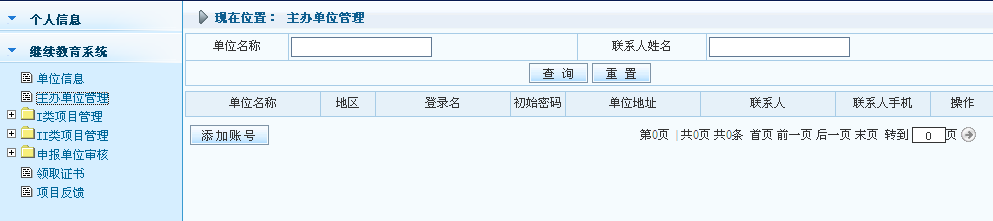 个人信息
继续教育系统
单位信息
主办单位管理
I类项目管理
II类项目管理
申报单位审核
领取证书
项目反馈
现在位置： 主办单位管理
单位名称 联系人姓名
查 询 重 置
单位名称 地区 登录名 初始密码 单位地址 联系人 联系人手机 操作
添加账号 第0页 |共0页 共0条 首页 前一页 后一页 末页 转到 0 页